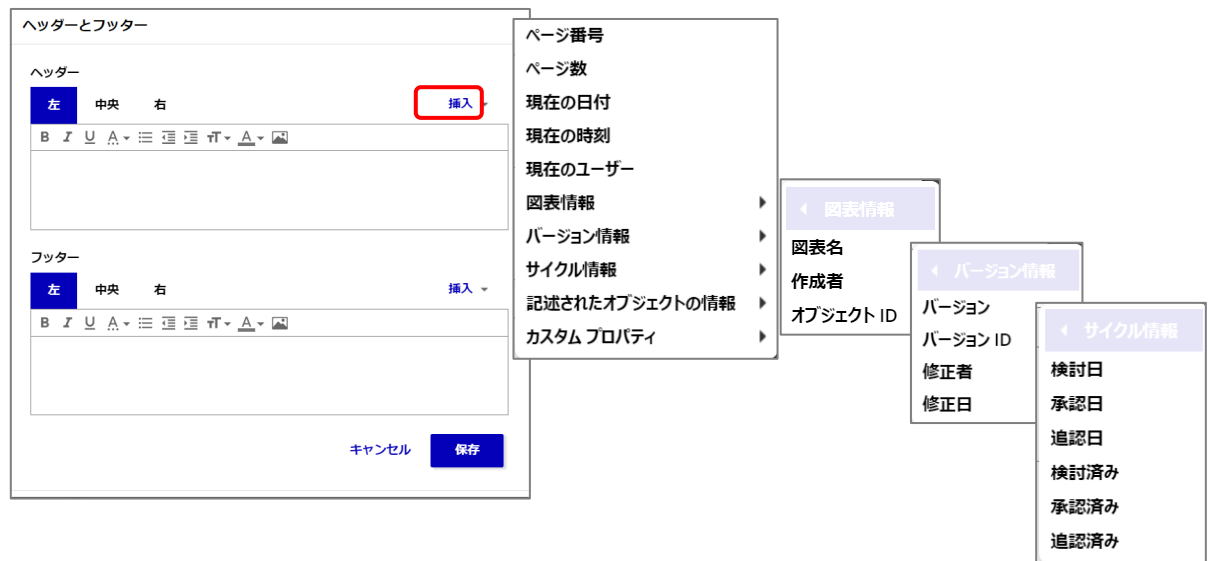 ヘッダーとフッター
ヘッダー
左 中央 右 挿入
B I U A TT A
フッター
左 中央 右 挿入
B I U A TT A
キャンセル 保存
ページ番号
ページ数
現在の日付
現在の時刻
現在のユーザー
図表情報
バージョン情報
サイクル情報
記述されたオブジェクトの情報
カスタム プロパティ
図表情報
図表名
作成者
オブジェクト ID
バージョン情報
バージョン
バージョン ID
修正者
修正日
サイクル情報
検討日
承認日
追認日
検討済み
承認済み
追認済み